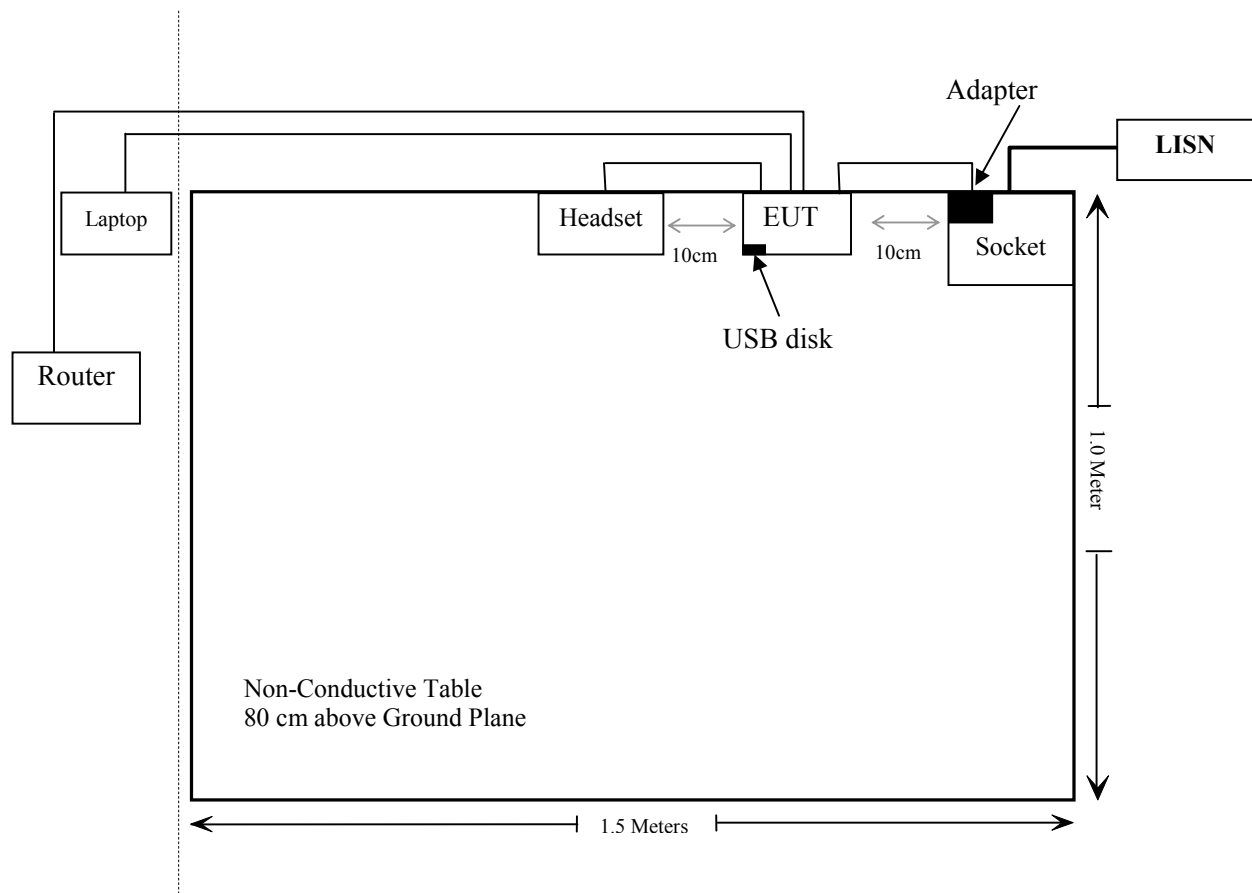 Adapter
LISN
Laptop
Headset
EUT
10cm
10cm
Socket
USB disk
Router
1.0 Meter
Non-Conductive Table
80 cm above Ground Plane
1.5 Meters